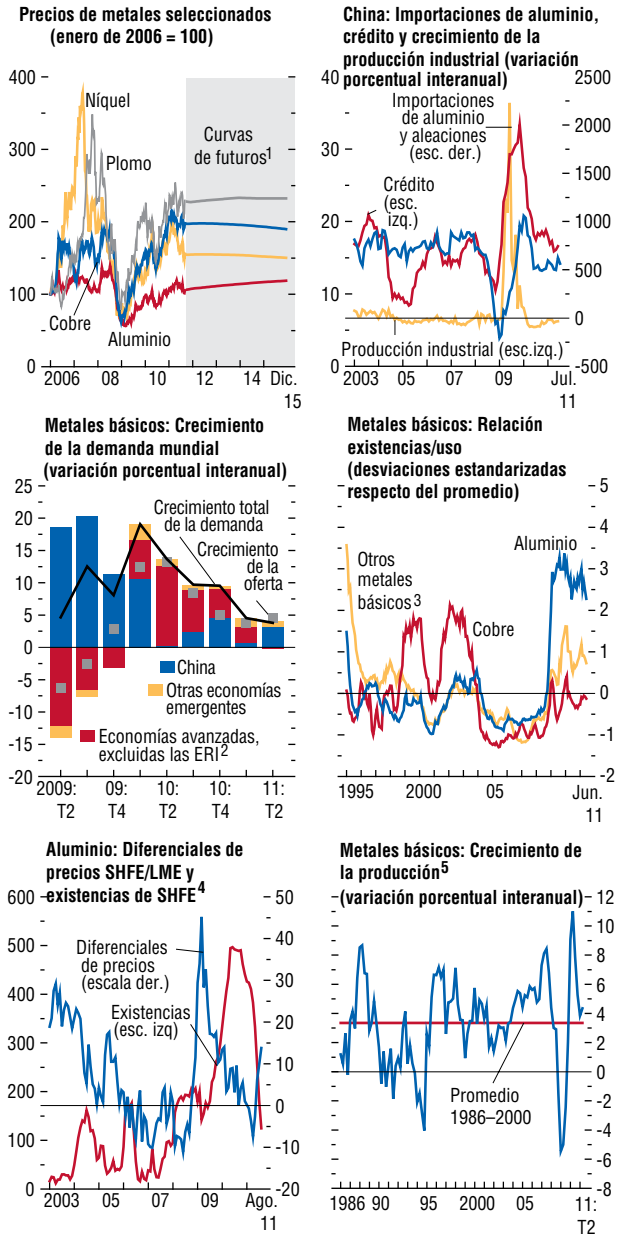 Precios de metales seleccionados
(enero de 2006 = 100)
400
300
200
100
0
Níquel
Plomo
Curvas
de futuros¹
Cobre
Aluminio
2006 08 10 12 14 Dic.
15
China: Importaciones de aluminio,
crédito y crecimiento de la
producción industrial (variación
porcentual interanual)
40
30
20
10
0
-10
2500
2000
1500
1000
500
0
-500
Importaciones
de aluminio
y aleaciones
(esc. der.)
Crédito
(esc.
izq.)
Producción industrial (esc.izq.)
2003 05 07 09 Jul.
11
Metales básicos: Crecimiento
de la demanda mundial
(variación porcentual interanual)
25
20
15
10
5
0
-5
-10
-15
-20
Crecimiento total
de la demanda
Crecimiento
de la
oferta
China
Otras economías
emergentes
Economías avanzadas,
excluidas las ERI²
2009: 09: 10: 10: 11:
T2 T4 T2 T4 T2
Metales básicos: Relación
existencias/uso
(desviaciones estandarizadas
respecto del promedio)
5
4
3
2
1
0
-1
-2
Aluminio
Otros
metales
básicos³
Cobre
1995 2000 05 Jun.
11
Aluminio: Diferenciales de
precios SHFE/LME y
existencias de SHFE⁴
600
500
400
300
200
100
0
50
40
30
20
10
0
-10
-20
Diferenciales
de precios
(escala der.)
Existencias
(esc. izq)
2003 05 07 09 Ago.
11
Metales básicos: Crecimiento de
la producción⁵
(variación porcentual interanual)
12
10
8
6
4
2
0
-2
-4
-6
-8
Promedio
1986–2000
1986 90 95 2000 05 11:
T2